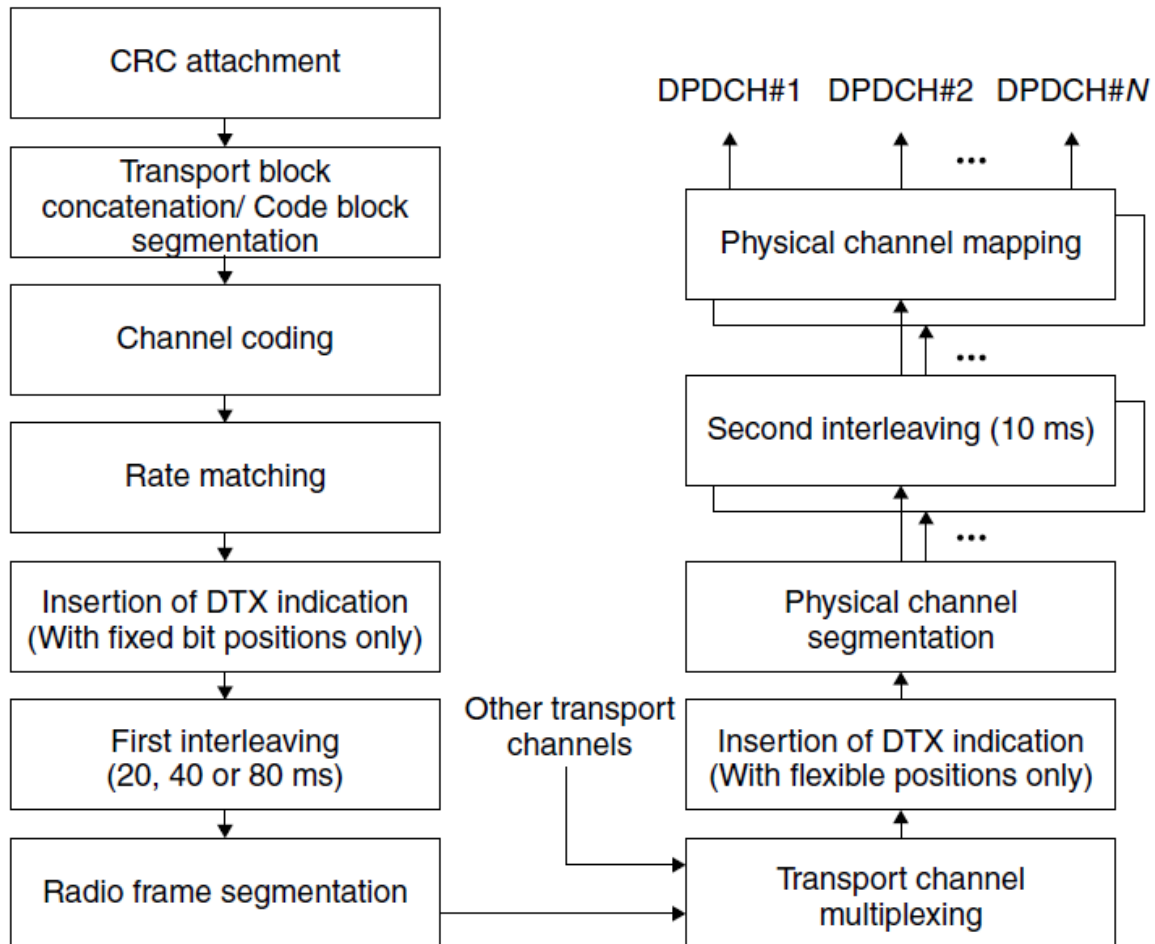 CRC attachment
Transport block
concatenation/ Code block
segmentation
Channel coding
Rate matching
Insertion of DTX indication
(With fixed bit positions only)
First interleaving
(20, 40 or 80 ms)
Radio frame segmentation
Other transport
channels
DPDCH#1 DPDCH#2 DPDCH#N
...
Physical channel mapping
...
Second interleaving (10 ms)
...
Physical channel
segmentation
Insertion of DTX indication
(With flexible positions only)
Transport channel
multiplexing